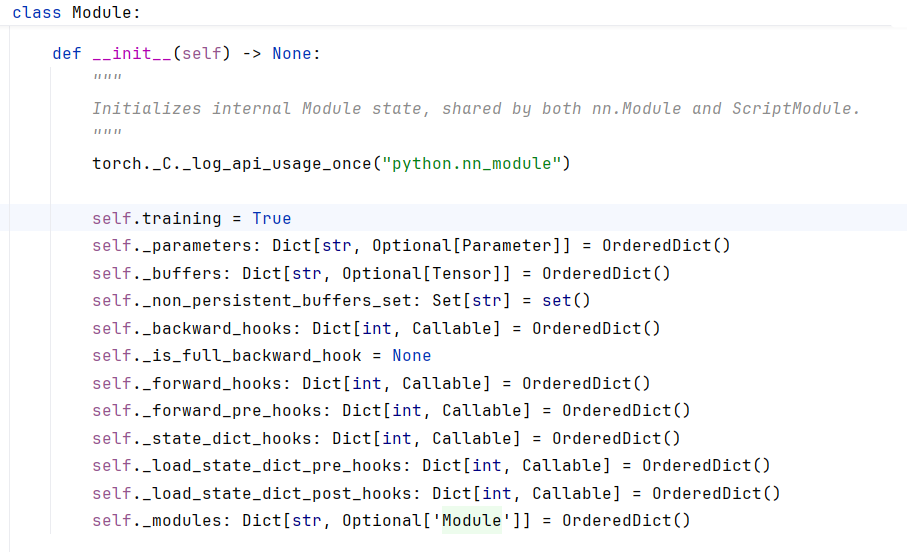 class Module:
def __init__(self) -> None:
"""
Initializes internal Module state, shared by both nn.Module and ScriptModule.
"""
torch._C._log_api_usage_once("python.nn_module")
self.training = True
self._parameters: Dict[str, Optional[Parameter]] = OrderedDict()
self._buffers: Dict[str, Optional[Tensor]] = OrderedDict()
self._non_persistent_buffers_set: Set[str] = set()
self._backward_hooks: Dict[int, Callable] = OrderedDict()
self._is_full_backward_hook = None
self._forward_hooks: Dict[int, Callable] = OrderedDict()
self._forward_pre_hooks: Dict[int, Callable] = OrderedDict()
self._state_dict_hooks: Dict[int, Callable] = OrderedDict()
self._load_state_dict_pre_hooks: Dict[int, Callable] = OrderedDict()
self._load_state_dict_post_hooks: Dict[int, Callable] = OrderedDict()
self._modules: Dict[str, Optional['Module']] = OrderedDict()